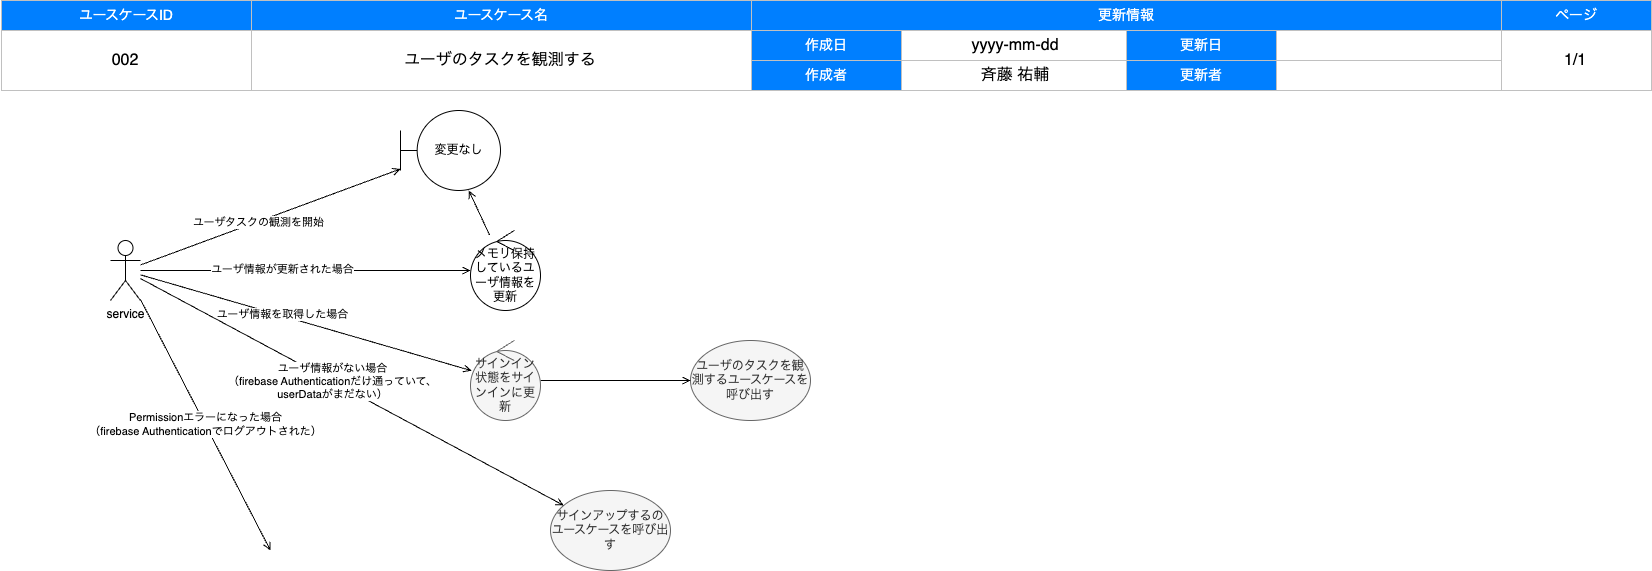 ユースケースID
ユースケース名
更新情報
ページ
002
ユーザのタスクを観測する
作成日
yyyy-mm-dd
更新日
1/1
作成者
斉藤 祐輔
更新者
変更なし
ユーザタスクの観測を開始
メモリ保持
しているユ
ーザ情報を
更新
ユーザ情報が更新された場合
service
ユーザ情報を取得した場合
サインイン
状態をサイ
ンインに更
新
ユーザのタスクを観
測するユースケースを
呼び出す
ユーザ情報がない場合
（firebase Authenticationだけ通っていて、
userDataがまだない）
Permissionエラーになった場合
（firebase Authenticationでログアウトされた）
サインアップするの
ユースケースを呼び出
す